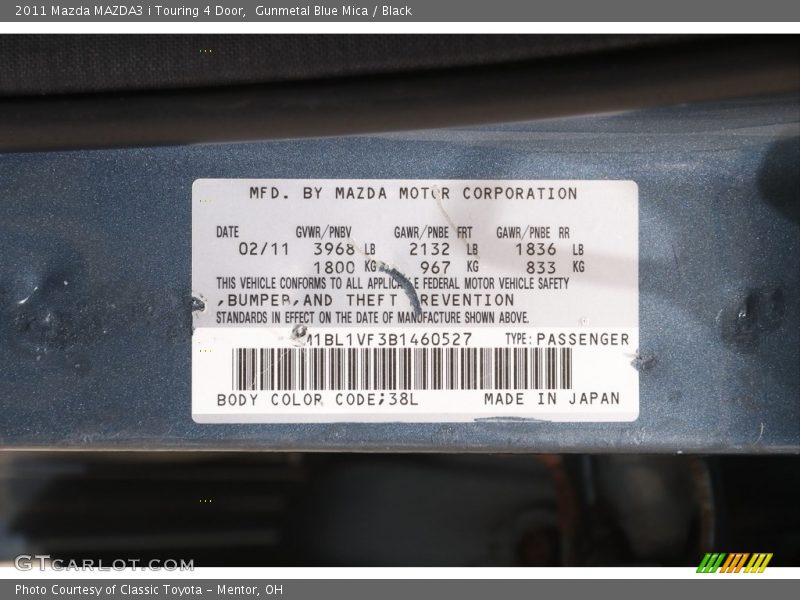 2011 Mazda MAZDA3 i Touring 4 Door, Gunmetal Blue Mica / Black
MFD. BY MAZDA MOTOR CORPORATION
DATE GVWR/PNBV GAWR/PNBE FRT GAWR/PNBE RR
02/11 3968 LB 2132 LB 1836 LB
1800 KG 967 KG 833 KG
THIS VEHICLE CONFORMS TO ALL APPLICABLE FEDERAL MOTOR VEHICLE SAFETY
,BUMPER,AND THEFT REVENTION
STANDARDS IN EFFECT ON THE DATE OF MANUFACTURE SHOWN ABOVE.
M1BL1VF3B1460527 TYPE: PASSENGER
BODY COLOR CODE;38L MADE IN JAPAN
GTCARLOT.COM
Photo Courtesy of Classic Toyota - Mentor, OH